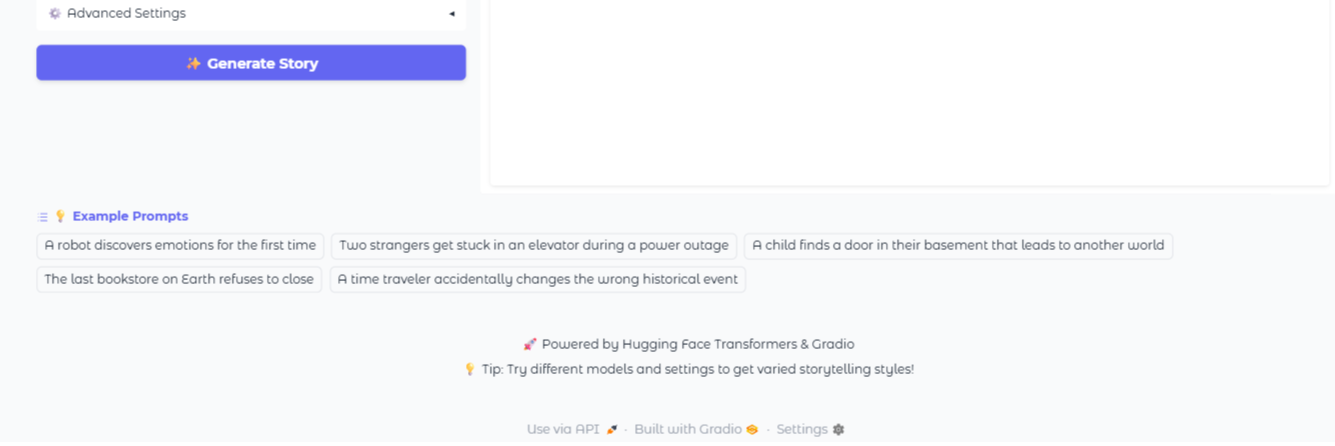 ⚙️ Advanced Settings ◂
✨ Generate Story
💡 Example Prompts
A robot discovers emotions for the first time
Two strangers get stuck in an elevator during a power outage
A child finds a door in their basement that leads to another world
The last bookstore on Earth refuses to close
A time traveler accidentally changes the wrong historical event
🚀 Powered by Hugging Face Transformers & Gradio
💡 Tip: Try different models and settings to get varied storytelling styles!
Use via API 🚀 · Built with Gradio · Settings ⚙️